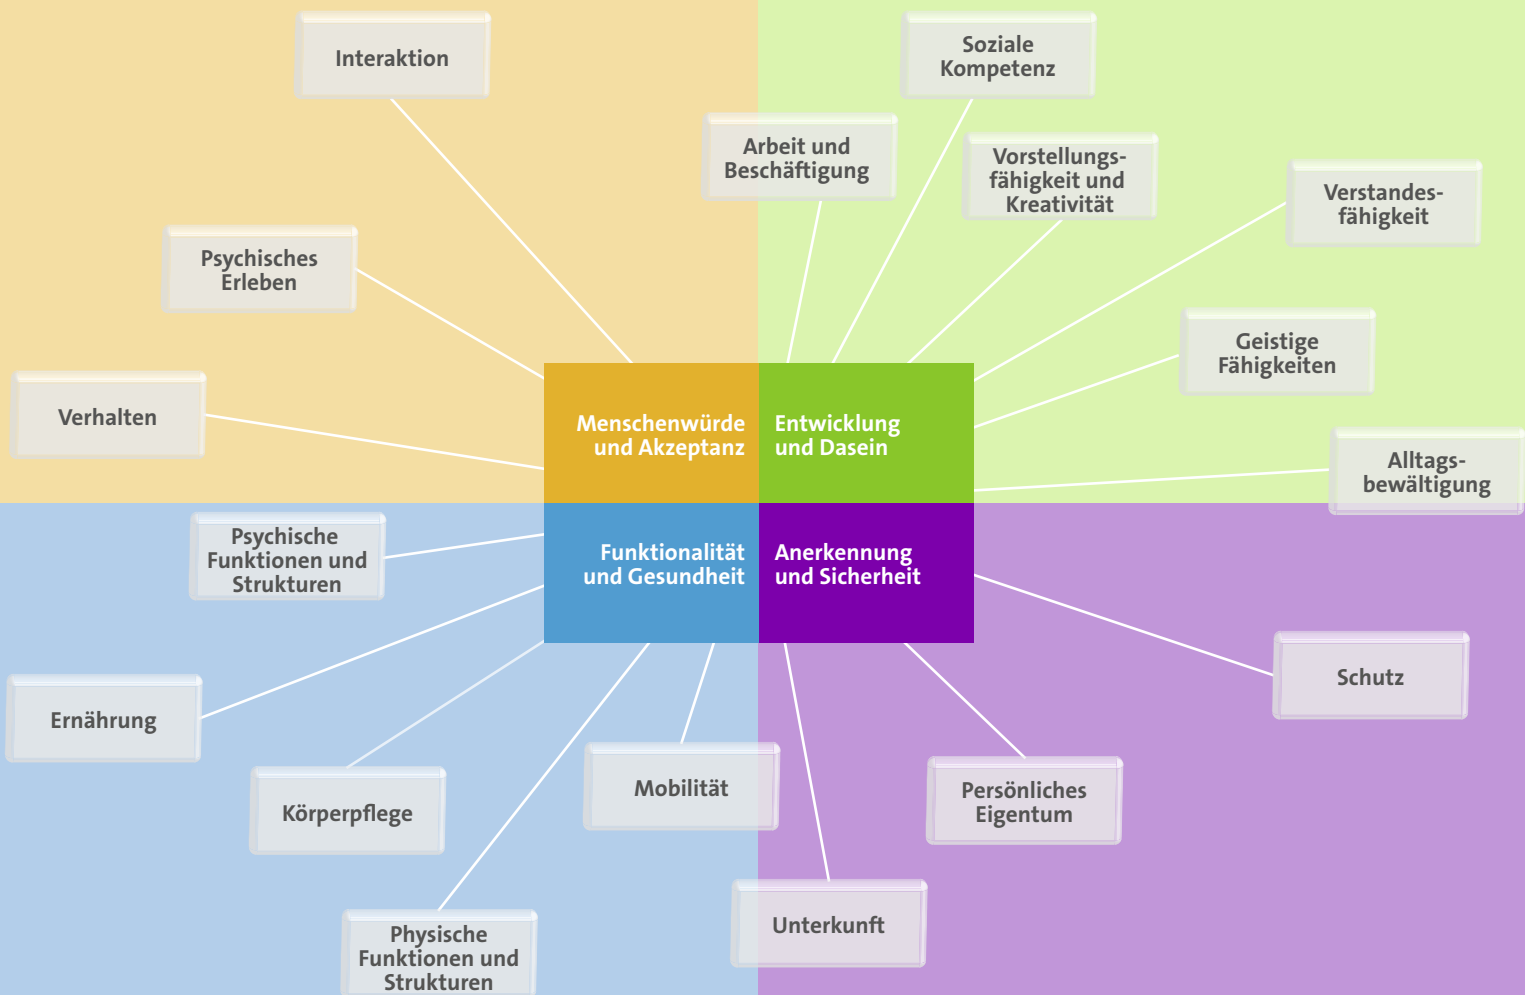 Interaktion
Soziale
Kompetenz
Arbeit und
Beschäftigung
Vorstellungs-
fähigkeit und
Kreativität
Verstandes-
fähigkeit
Psychisches
Erleben
Geistige
Fähigkeiten
Verhalten
Menschenwürde
und Akzeptanz
Entwicklung
und Dasein
Alltags-
bewältigung
Psychische
Funktionen und
Strukturen
Funktionalität
und Gesundheit
Anerkennung
und Sicherheit
Schutz
Ernährung
Körperpflege
Mobilität
Persönliches
Eigentum
Unterkunft
Physische
Funktionen und
Strukturen